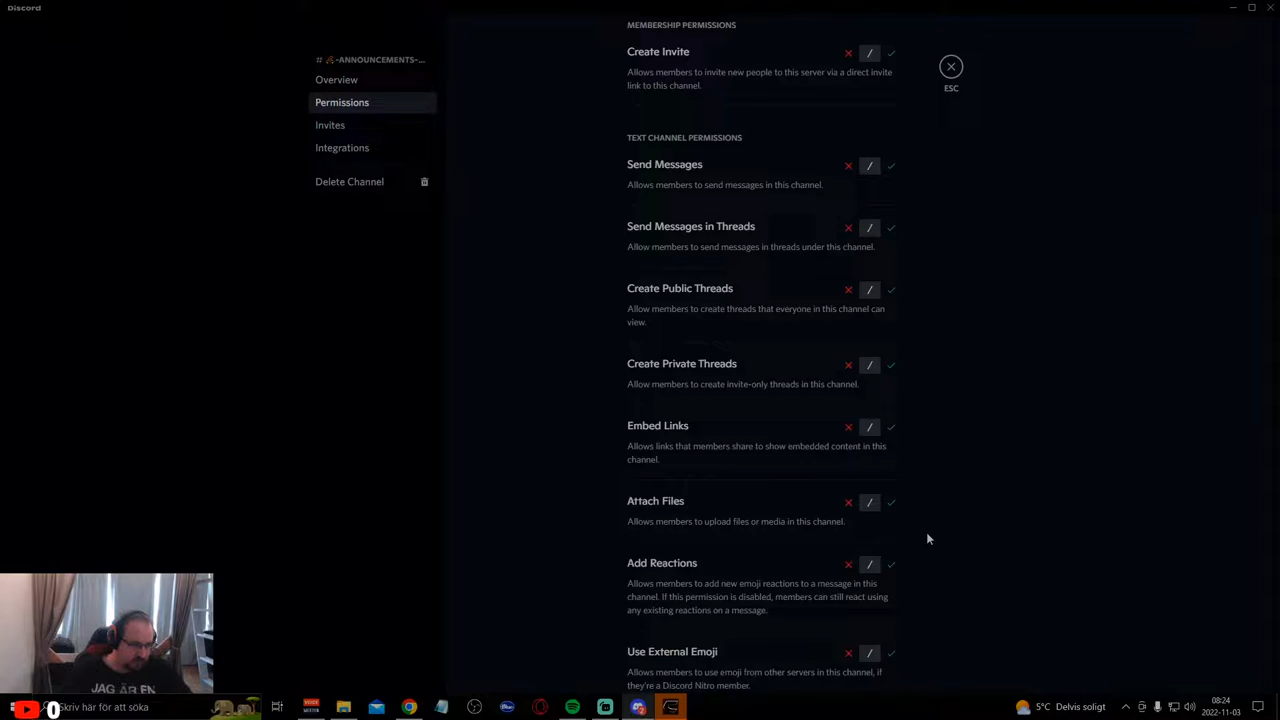 Discord
MEMBERSHIP PERMISSIONS
Create Invite
Allows members to invite new people to this server via a direct invite
link to this channel.
ESC
# -ANNOUNCEMENTS-...
Overview
Permissions
Invites
Integrations
Delete Channel
TEXT CHANNEL PERMISSIONS
Send Messages
Allows members to send messages in this channel.
Send Messages in Threads
Allow members to send messages in threads under this channel.
Create Public Threads
Allow members to create threads that everyone in this channel can
view.
Create Private Threads
Allow members to create invite-only threads in this channel.
Embed Links
Allows links that members share to show embedded content in this
channel.
Attach Files
Allows members to upload files or media in this channel.
Add Reactions
Allows members to add new emoji reactions to a message in this
channel. If this permission is disabled, members can still react using
any existing reactions on a message.
Use External Emoji
Allows members to use emoji from other servers in this channel, if
they're a Discord Nitro member.
JAG ÄR EN
0
Skriv här för att söka
5°C Delvis soligt
08:24
2022-11-03